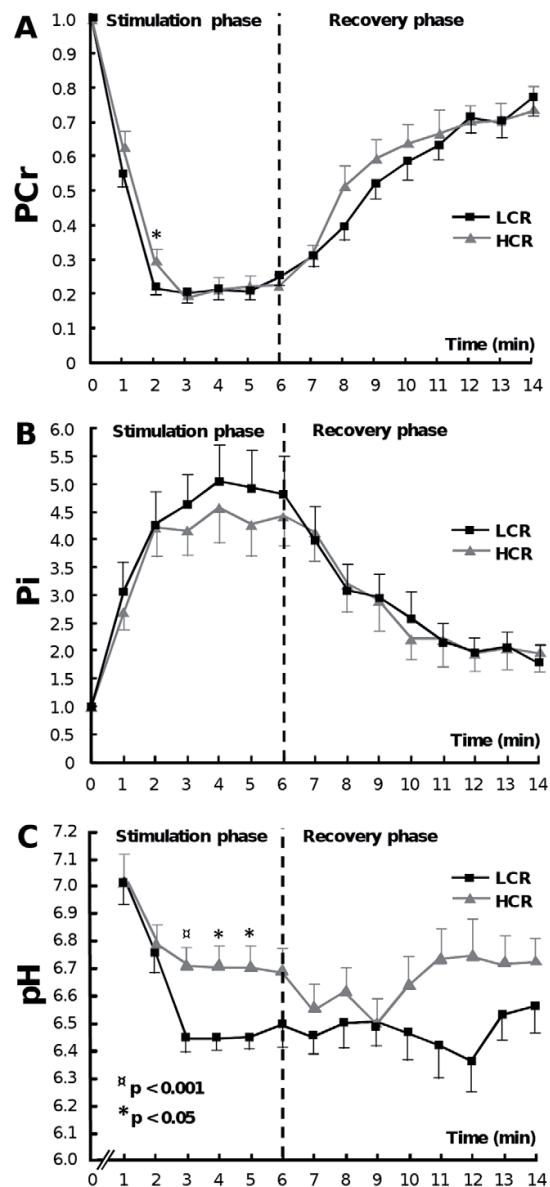 A
Stimulation phase
Recovery phase
PCr
1.0
0.9
0.8
0.7
0.6
0.5
0.4
0.3
0.2
0.1
0
*
LCR
HCR
Time (min)
0 1 2 3 4 5 6 7 8 9 10 11 12 13 14
B
Stimulation phase
Recovery phase
Pi
6.0
5.5
5.0
4.5
4.0
3.5
3.0
2.5
2.0
1.5
1.0
0.5
0
LCR
HCR
Time (min)
0 1 2 3 4 5 6 7 8 9 10 11 12 13 14
C
Stimulation phase
Recovery phase
pH
7.2
7.1
7.0
6.9
6.8
6.7
6.6
6.5
6.4
6.3
6.2
6.1
6.0
LCR
HCR
¤ * *
¤ p < 0.001
* p < 0.05
Time (min)
0 1 2 3 4 5 6 7 8 9 10 11 12 13 14